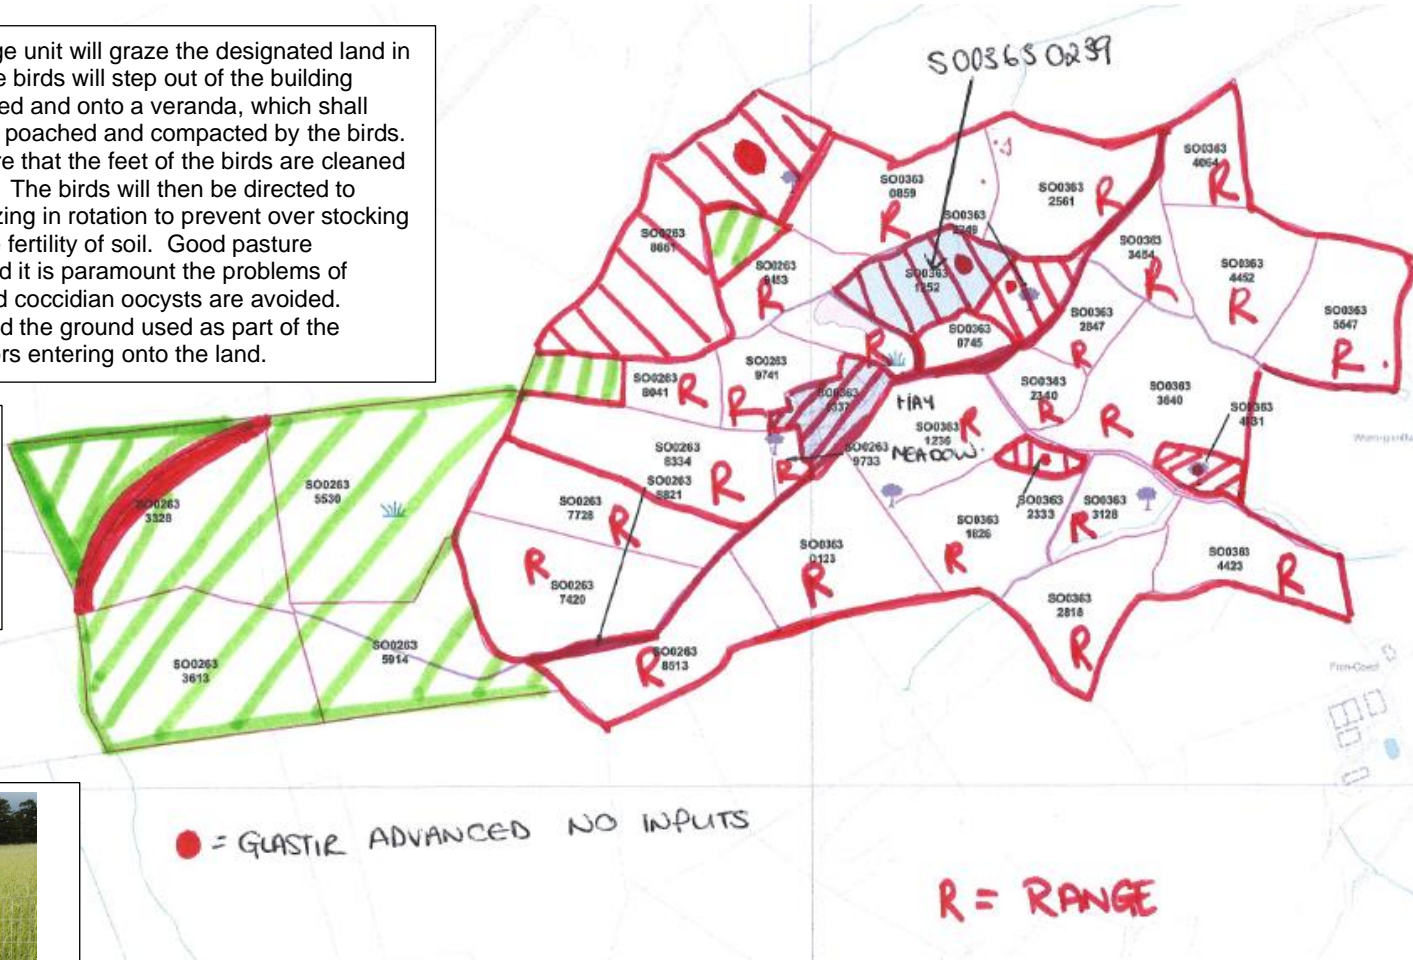 ge unit will graze the designated land in
e birds will step out of the building
ed and onto a veranda, which shall
poached and compacted by the birds.
re that the feet of the birds are cleaned
The birds will then be directed to
zing in rotation to prevent over stocking
fertility of soil. Good pasture
d it is paramount the problems of
d coccidian oocysts are avoided.
d the ground used as part of the
ors entering onto the land.
SO0363 0239
SO0363
4064
SO0363
0859
SO0363
2561
R
R
R
SO0263
8661
SO0363
2248
SO0363
3454
SO0363
4452
SO0263
9453
SO0363
1252
R
R
R
SO0363
5547
SO0363
2847
SO0363
0745
R
R
R
SO0263
9741
SO0263
8041
R
SO0363
2340
SO0363
3640
R
R
R
SO0363
4131
HAY
SO0363
1236
MEADOW
R
SO0263
9733
R
R
SO0263
8334
SO0263
8821
R
SO0263
5530
SO0263
3328
SO0263
7728
R
SO0363
2333
SO0363
3128
R
SO0363
1826
R
SO0363
0123
R
SO0363
4423
R
R
SO0263
7420
SO0363
2818
R
SO0263
5914
SO0263
3613
SO0263
8513
R
= GLASTIR ADVANCED NO INPUTS
R = RANGE